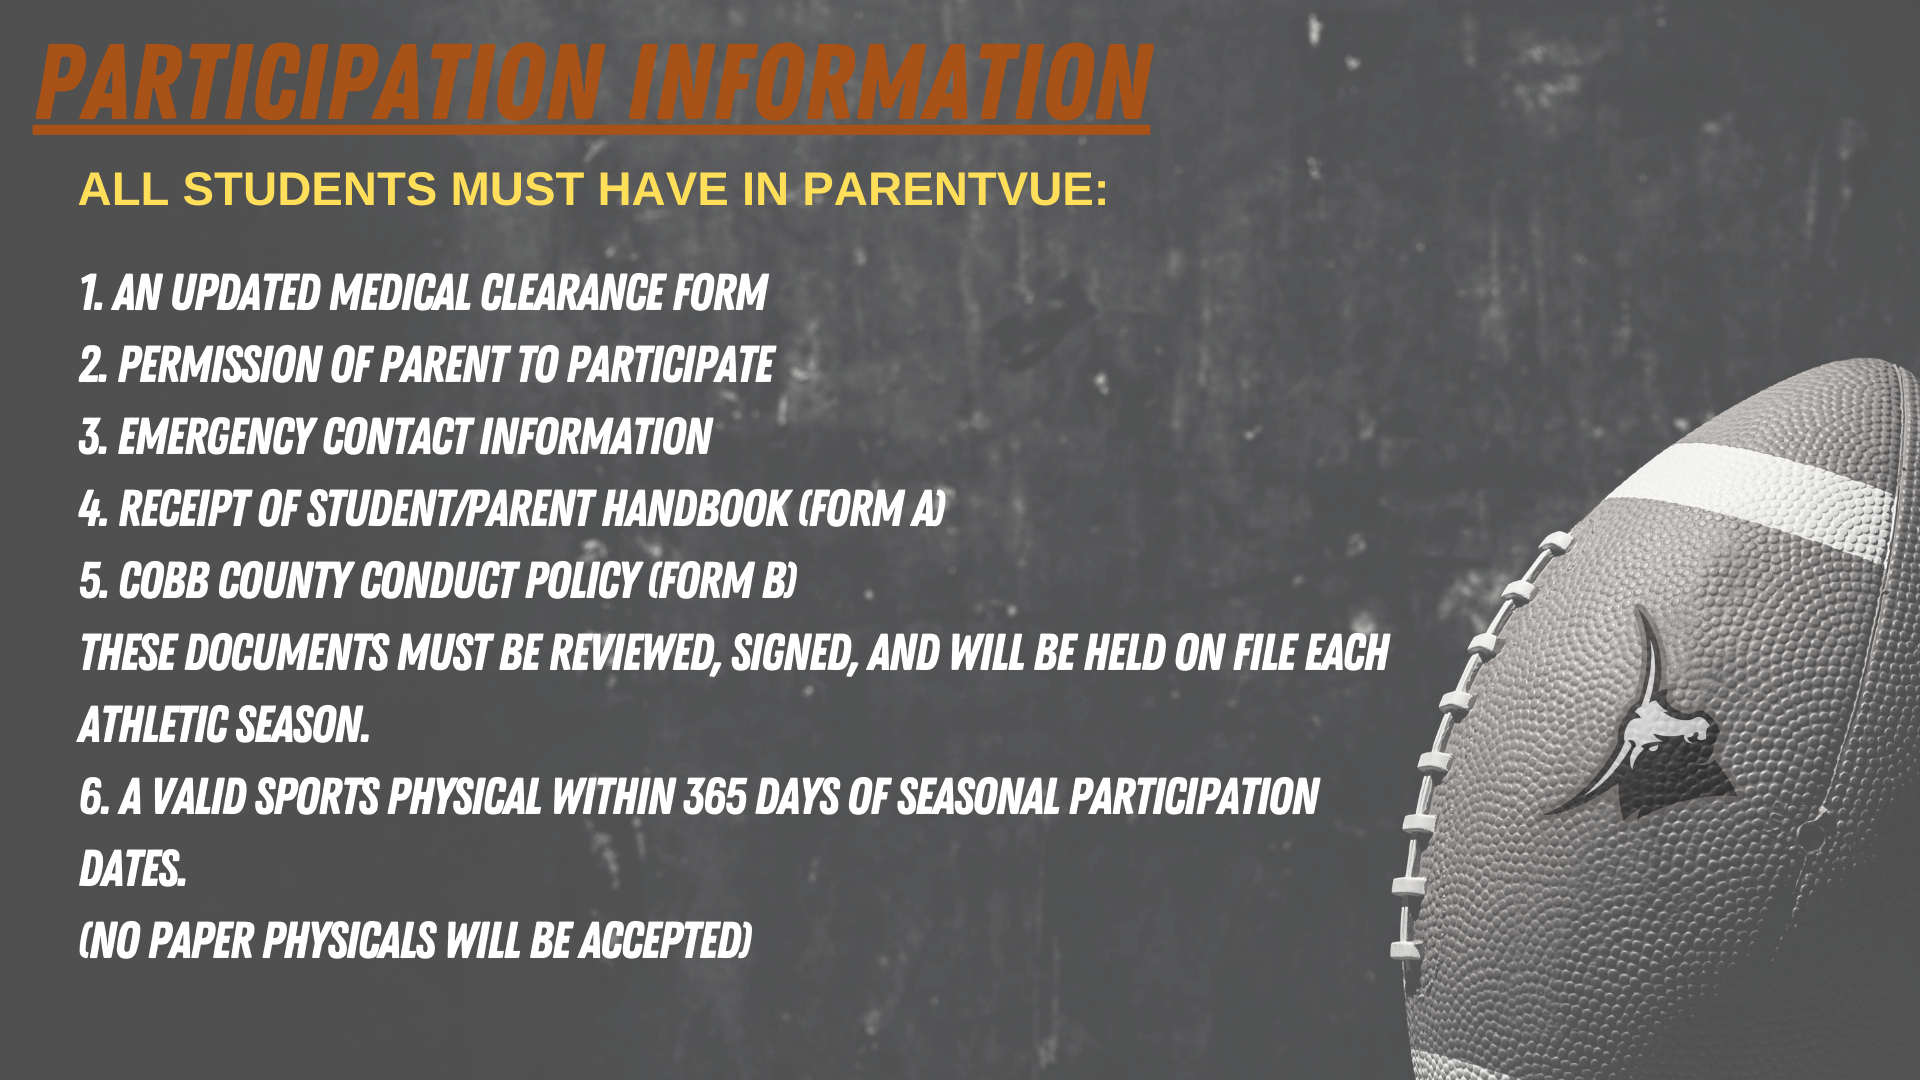 PARTICIPATION INFORMATION
ALL STUDENTS MUST HAVE IN PARENTVUE:
1. AN UPDATED MEDICAL CLEARANCE FORM
2. PERMISSION OF PARENT TO PARTICIPATE
3. EMERGENCY CONTACT INFORMATION
4. RECEIPT OF STUDENT/PARENT HANDBOOK (FORM A)
5. COBB COUNTY CONDUCT POLICY (FORM B)
THESE DOCUMENTS MUST BE REVIEWED, SIGNED, AND WILL BE HELD ON FILE EACH
ATHLETIC SEASON.
6. A VALID SPORTS PHYSICAL WITHIN 365 DAYS OF SEASONAL PARTICIPATION
DATES.
(NO PAPER PHYSICALS WILL BE ACCEPTED)